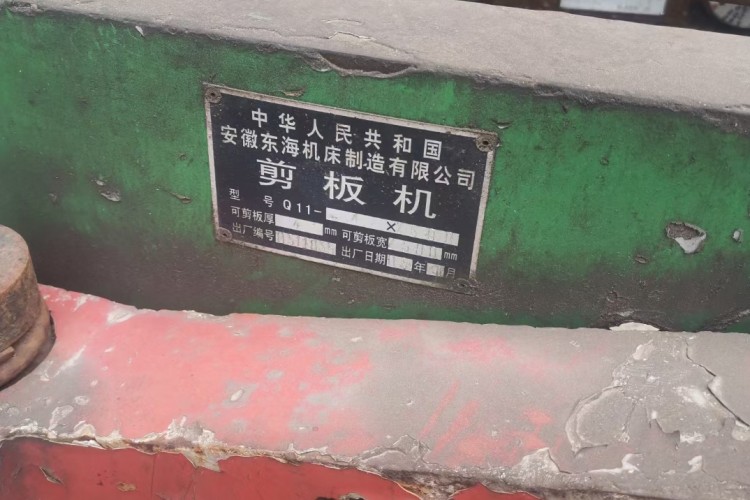 中华人民共和国
安徽东海机床制造有限公司
剪板机
型号 Q11- ×
可剪板厚 mm 可剪板宽 mm
出厂编号 出厂日期 年 月